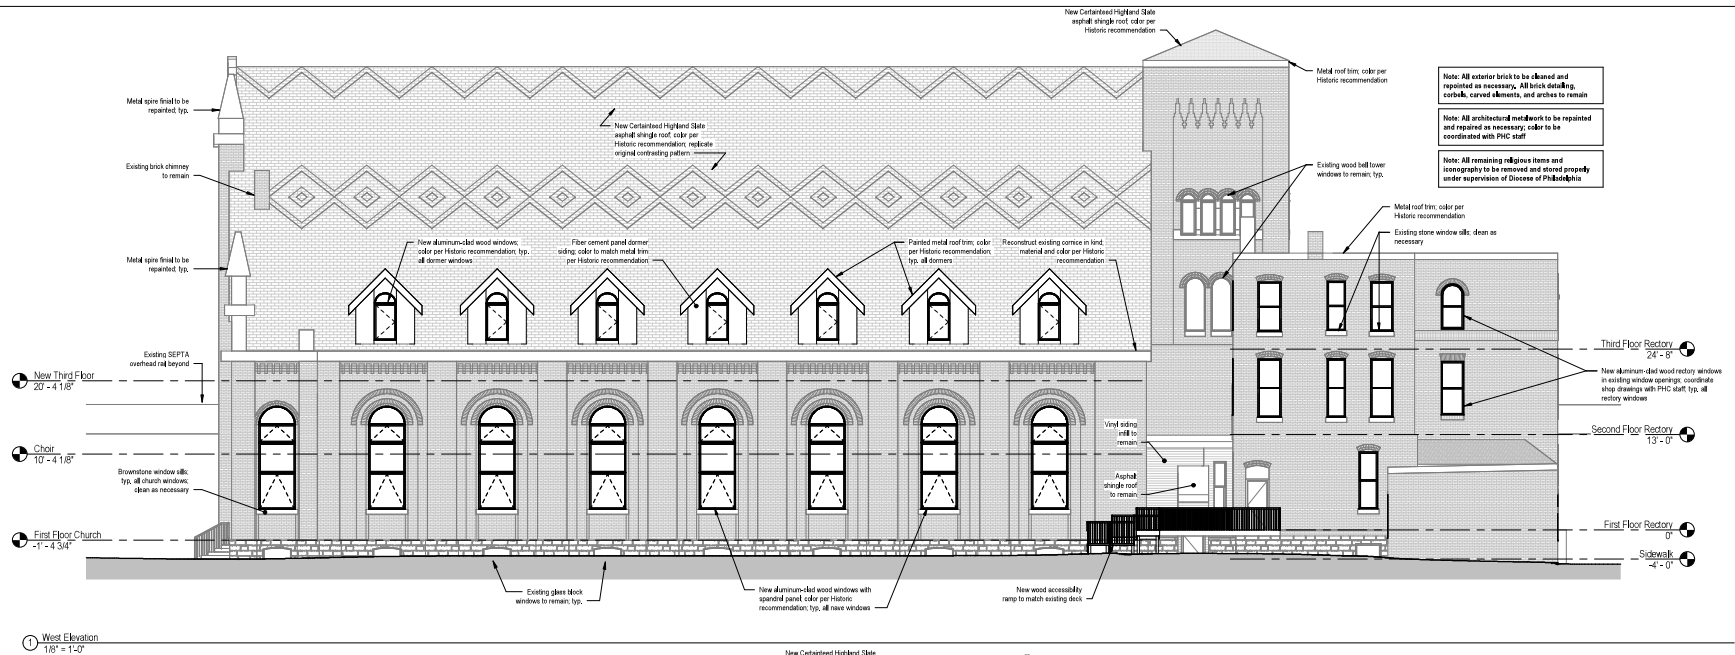 New Certainteed Highland Slate
asphalt shingle roof; color per
Historic recommendation
Metal roof trim; color per
Historic recommendation
Note: All exterior brick to be cleaned and
repointed as necessary. All brick detailing,
corbels, carved elements, and arches to remain
Note: All architectural metalwork to be repainted
and repaired as necessary; color to be
coordinated with PHC staff
Note: All remaining religious items and
iconography to be removed and stored properly
under supervision of Diocese of Philadelphia
Metal spire finial to be
repainted; typ.
New Certainteed Highland Slate
asphalt shingle roof; color per
Historic recommendation; replicate
original contrasting pattern
Existing brick chimney
to remain
Existing wood bell tower
windows to remain; typ.
Metal roof trim; color per
Historic recommendation
Existing stone window sills; clean as
necessary
Metal spire finial to be
repainted; typ.
New aluminum-clad wood windows;
color per Historic recommendation; typ.
all dormer windows
Fiber cement panel dormer
siding; color to match metal trim
per Historic recommendation
Painted metal roof trim; color
per Historic recommendation;
typ. all dormers
Reconstruct existing cornice in kind;
material and color per Historic
recommendation
Existing SEPTA
overhead rail beyond
New Third Floor
20' - 4 1/8"
Third Floor Rectory
24' - 8"
New aluminum-clad wood rectory windows
in existing window openings; coordinate
shop drawings with PHC staff; typ. all
rectory windows
Choir
10' - 4 1/8"
Vinyl siding
infill to
remain
Second Floor Rectory
13' - 0"
Brownstone window sills;
typ. all church windows;
clean as necessary
Asphalt
shingle roof
to remain
First Floor Church
-1' - 4 3/4"
First Floor Rectory
0"
Sidewalk
-4' - 0"
Existing glass block
windows to remain; typ.
New aluminum-clad wood windows with
spandrel panel; color per Historic
recommendation; typ. all nave windows
New wood accessibility
ramp to match existing deck
1
West Elevation
1/8" = 1'-0"
New Certainteed Highland Slate